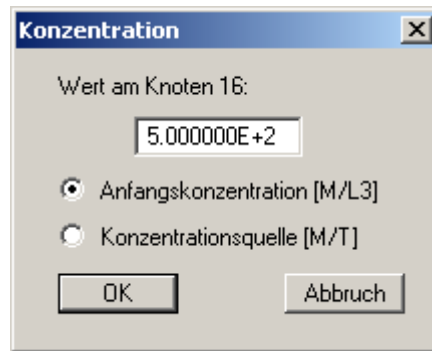 Konzentration
Wert am Knoten 16:
5.000000E+2
Anfangskonzentration [M/L3]
Konzentrationsquelle [M/T]
OK Abbruch